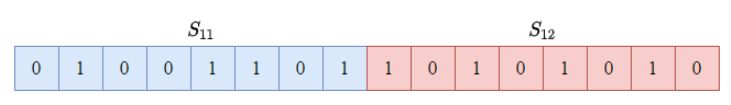 S₁₁ S₁₂
0 1 0 0 1 1 0 1 1 0 1 0 1 0 1 0